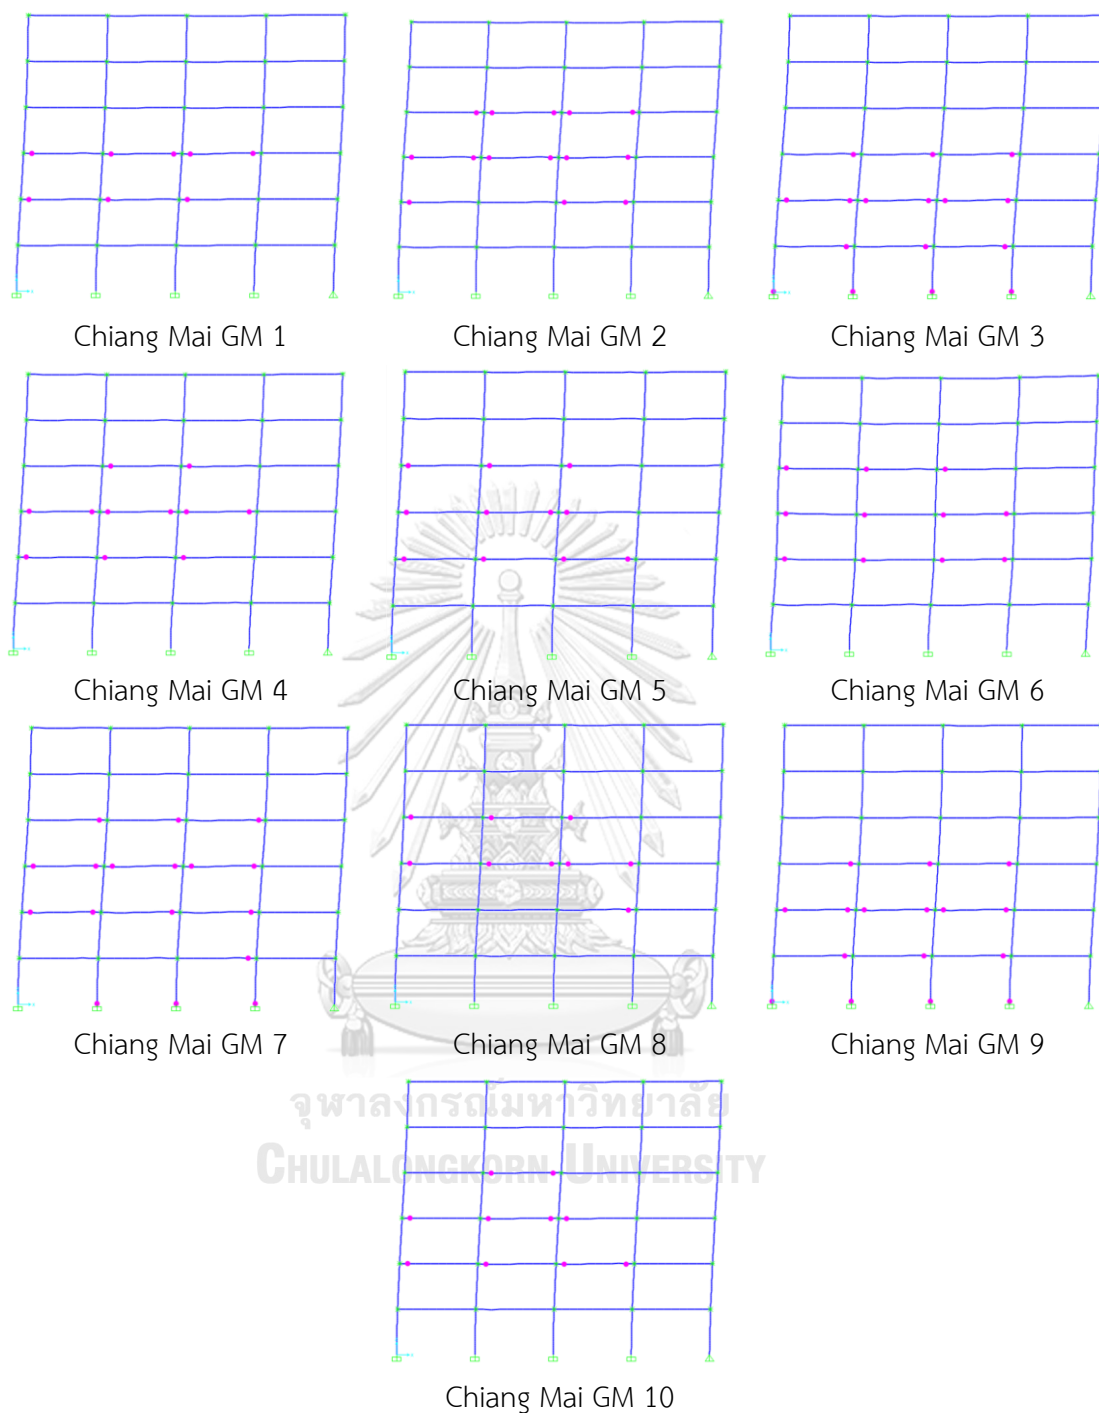 Chiang Mai GM 1
Chiang Mai GM 2
Chiang Mai GM 3
Chiang Mai GM 4
Chiang Mai GM 5
Chiang Mai GM 6
Chiang Mai GM 7
Chiang Mai GM 8
Chiang Mai GM 9
จุฬาลงกรณ์มหาวิทยาลัย
CHULALONGKORN UNIVERSITY
Chiang Mai GM 10